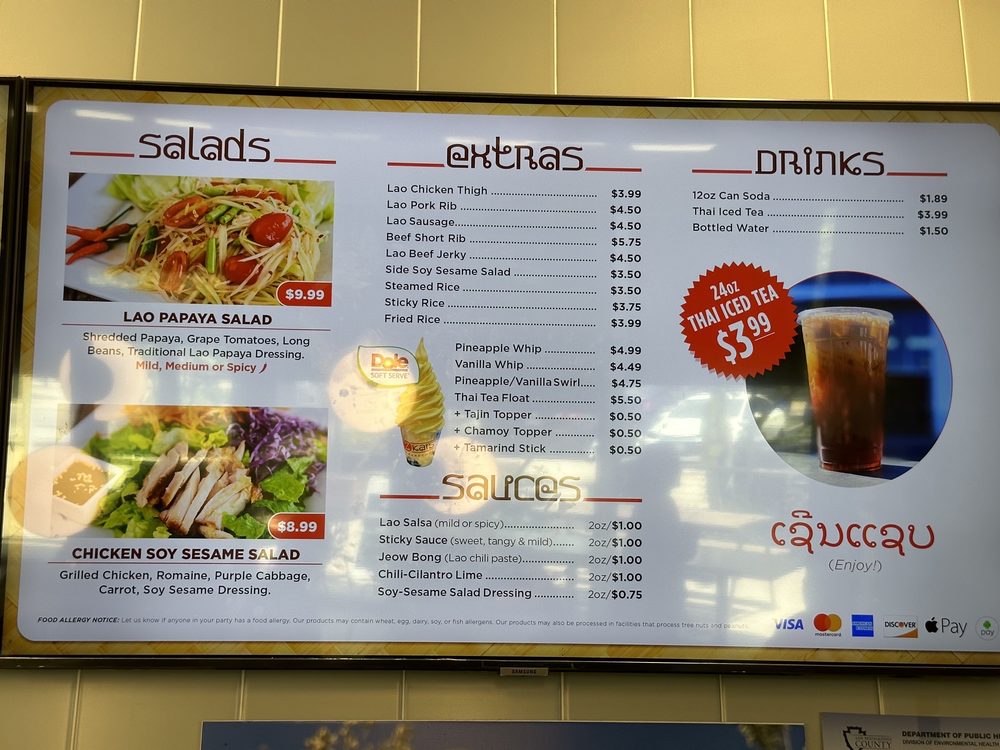 salads
$9.99
LAO PAPAYA SALAD
Shredded Papaya, Grape Tomatoes, Long
Beans, Traditional Lao Papaya Dressing.
Mild, Medium or Spicy
$8.99
CHICKEN SOY SESAME SALAD
Grilled Chicken, Romaine, Purple Cabbage,
Carrot, Soy Sesame Dressing.
extras
Lao Chicken Thigh ........ $3.99
Lao Pork Rib ........ $4.50
Lao Sausage........ $4.50
Beef Short Rib ........ $5.75
Lao Beef Jerky ........ $4.50
Side Soy Sesame Salad ........ $3.50
Steamed Rice ........ $3.50
Sticky Rice ........ $3.75
Fried Rice ........ $3.99
Dole
SOFT SERVE
Pineapple Whip ........ $4.99
Vanilla Whip ........ $4.49
Pineapple/Vanilla Swirl..... $4.75
Thai Tea Float ........ $5.50
+ Tajin Topper ........ $0.50
+ Chamoy Topper ........ $0.50
+ Tamarind Stick ........ $0.50
sauces
Lao Salsa (mild or spicy)........ 2oz/$1.00
Sticky Sauce (sweet, tangy & mild)....... 2oz/$1.00
Jeow Bong (Lao chili paste)........ 2oz/$1.00
Chili-Cilantro Lime ........ 2oz/$1.00
Soy-Sesame Salad Dressing ........ 2oz/$0.75
DRINKS
12oz Can Soda ........ $1.89
Thai Iced Tea ........ $3.99
Bottled Water ........ $1.50
24oz
THAI ICED TEA
$3.99
ເຊີນແຊບ
(Enjoy!)
FOOD ALLERGY NOTICE: Let us know if anyone in your party has a food allergy. Our products may contain wheat, egg, dairy, soy, or fish allergens. Our products may also be processed in facilities that process tree nuts and peanuts.
VISA mastercard AMERICAN EXPRESS DISCOVER Pay pay
SAMSUNG
COUNTY
DEPARTMENT OF PUBLIC
DIVISION OF ENVIRONMENTAL